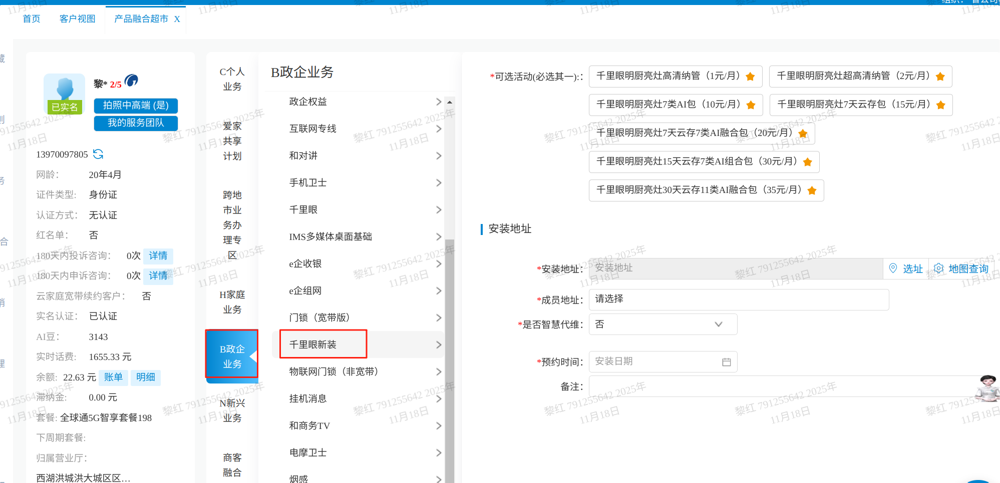 首页 客户视图 产品融合超市 X
黎* 2/5
已实名
拍照中高端 (是)
我的服务团队
13970097805
网龄： 20年4月
证件类型: 身份证
认证方式： 无认证
红名单： 否
180天内投诉咨询： 0次 详情
180天内申诉咨询： 0次 详情
云家庭宽带续约客户： 否
实名认证： 已认证
AI豆： 3143
实时话费: 1655.33 元
余额: 22.63 元 账单 明细
滞纳金: 0.00 元
套餐: 全球通5G智享套餐198
下周期套餐:
归属营业厅：
西湖洪城洪大城区区…
C个人
业务
爱家
共享
计划
跨地
市业
务办
理专
区
H家庭
业务
B政企
业务
N新兴
业务
商客
融合
B政企业务
政企权益
互联网专线
和对讲
手机卫士
千里眼
IMS多媒体桌面基础
e企收银
e企组网
门锁（宽带版）
千里眼新装
物联网门锁（非宽带）
挂机消息
和商务TV
电摩卫士
烟感
*可选活动(必选其一):：
千里眼明厨亮灶高清纳管（1元/月） 千里眼明厨亮灶超高清纳管（2元/月）
千里眼明厨亮灶7类AI包（10元/月） 千里眼明厨亮灶7天云存包（15元/月）
千里眼明厨亮灶7天云存7类AI融合包（20元/月）
千里眼明厨亮灶15天云存7类AI组合包（30元/月）
千里眼明厨亮灶30天云存11类AI融合包（35元/月）
安装地址
*安装地址： 安装地址 选址 地图查询
*成员地址： 请选择
*是否智慧代维： 否
*预约时间： 安装日期
备注：
黎红 791255642 2025年
11月18日